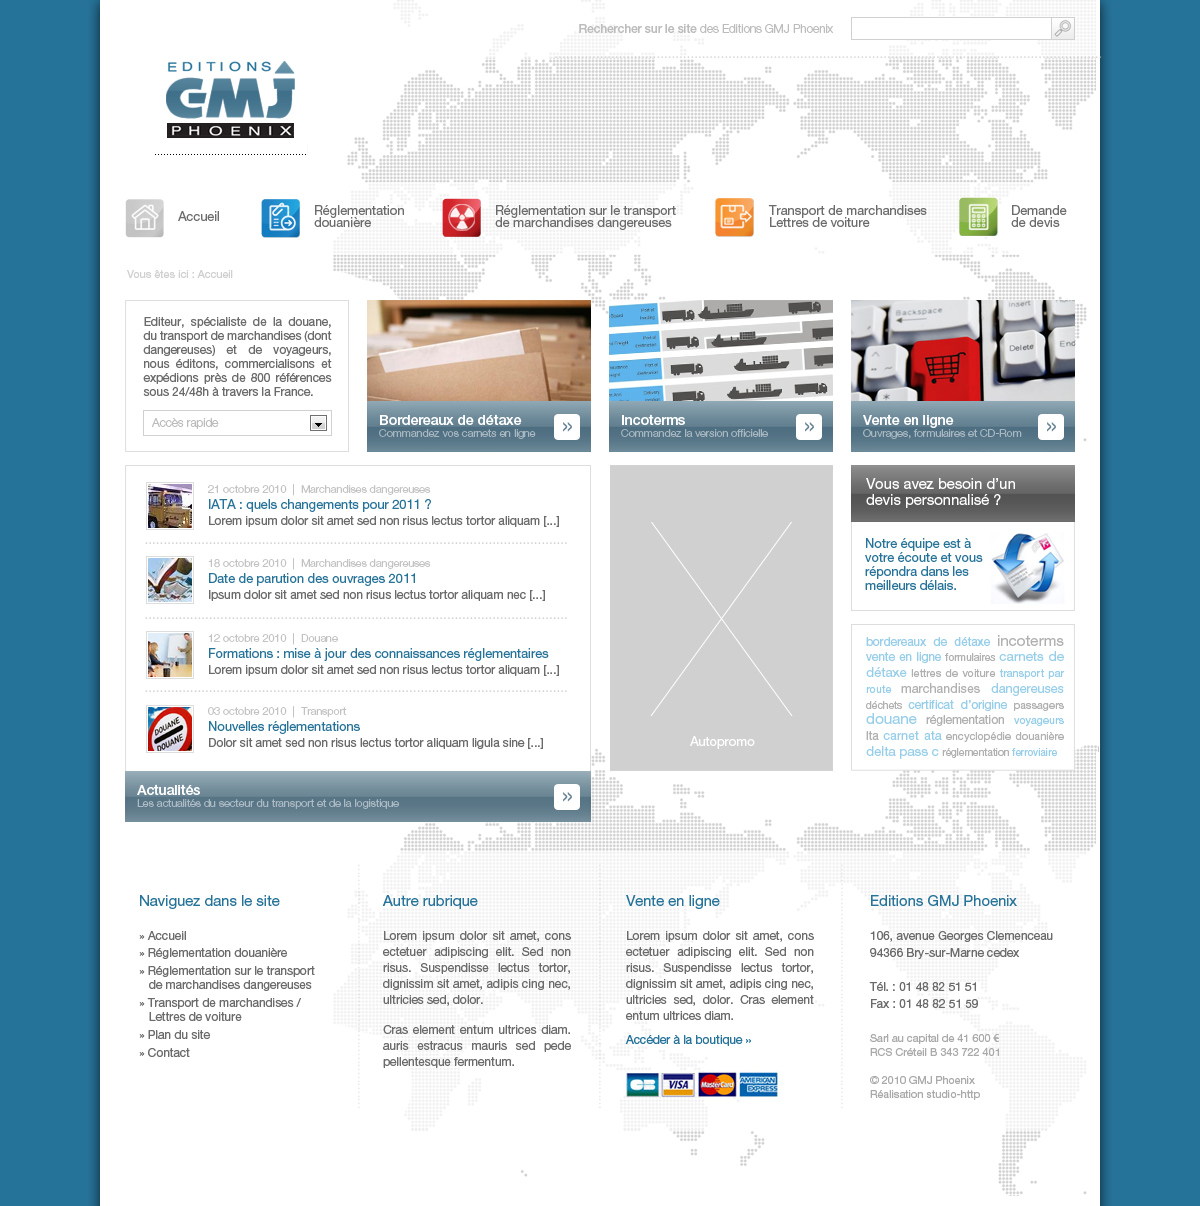 Rechercher sur le site des Editions GMJ Phoenix
EDITIONS
GMJ
PHOENIX
Accueil
Réglementation
douanière
Réglementation sur le transport
de marchandises dangereuses
Transport de marchandises
Lettres de voiture
Demande
de devis
Vous êtes ici : Accueil
Editeur, spécialiste de la douane,
du transport de marchandises (dont
dangereuses) et de voyageurs,
nous éditons, commercialisons et
expédions près de 800 références
sous 24/48h à travers la France.
Accès rapide
Bordereaux de détaxe
Commandez vos carnets en ligne
»
Incoterms
Commandez la version officielle
»
Backspace
Insert
Delete
End
Vente en ligne
Ouvrages, formulaires et CD-Rom
»
21 octobre 2010 | Marchandises dangereuses
IATA : quels changements pour 2011 ?
Lorem ipsum dolor sit amet sed non risus lectus tortor aliquam [...]
18 octobre 2010 | Marchandises dangereuses
Date de parution des ouvrages 2011
Ipsum dolor sit amet sed non risus lectus tortor aliquam nec [...]
12 octobre 2010 | Douane
Formations : mise à jour des connaissances réglementaires
Lorem ipsum dolor sit amet sed non risus lectus tortor aliquam [...]
DOUANE
DOUANE
03 octobre 2010 | Transport
Nouvelles réglementations
Dolor sit amet sed non risus lectus tortor aliquam ligula sine [...]
Actualités
Les actualités du secteur du transport et de la logistique
»
Autopromo
Vous avez besoin d’un
devis personnalisé ?
Notre équipe est à
votre écoute et vous
répondra dans les
meilleurs délais.
bordereaux de détaxe incoterms
vente en ligne formulaires carnets de
détaxe lettres de voiture transport par
route marchandises dangereuses
déchets certificat d’origine passagers
douane réglementation voyageurs
lta carnet ata encyclopédie douanière
delta pass c réglementation ferroviaire
Naviguez dans le site
» Accueil
» Réglementation douanière
» Réglementation sur le transport
de marchandises dangereuses
» Transport de marchandises /
Lettres de voiture
» Plan du site
» Contact
Autre rubrique
Lorem ipsum dolor sit amet, cons
ectetuer adipiscing elit. Sed non
risus. Suspendisse lectus tortor,
dignissim sit amet, adipis cing nec,
ultricies sed, dolor.
Cras element entum ultrices diam.
auris estracus mauris sed pede
pellentesque fermentum.
Vente en ligne
Lorem ipsum dolor sit amet, cons
ectetuer adipiscing elit. Sed non
risus. Suspendisse lectus tortor,
dignissim sit amet, adipis cing nec,
ultricies sed, dolor. Cras element
entum ultrices diam.
Accéder à la boutique »
CB VISA MasterCard AMERICAN EXPRESS
Editions GMJ Phoenix
106, avenue Georges Clemenceau
94366 Bry-sur-Marne cedex
Tél. : 01 48 82 51 51
Fax : 01 48 82 51 59
Sarl au capital de 41 600 €
RCS Créteil B 343 722 401
© 2010 GMJ Phoenix
Réalisation studio-http